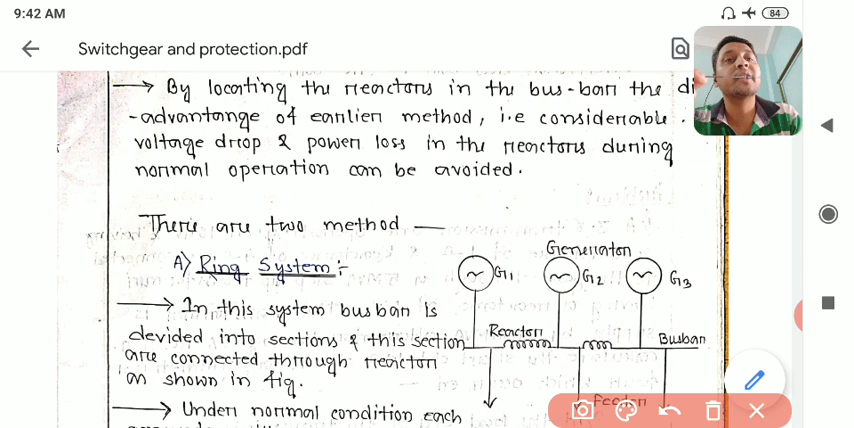 9:42 AM
84
Switchgear and protection.pdf
→ By locating the reactors in the bus-bar the di
-advantange of earlier method, i.e considerable
voltage drop & power loss in the reactors during
normal operation can be avoided.
There are two method —
A) Ring System :-
Generator
G1
G2
G3
→ In this system busbar is
devided into sections & this section
are connected through reactor
as shown in fig.
Reactor
Busbar
→ Under normal condition each
Feeder